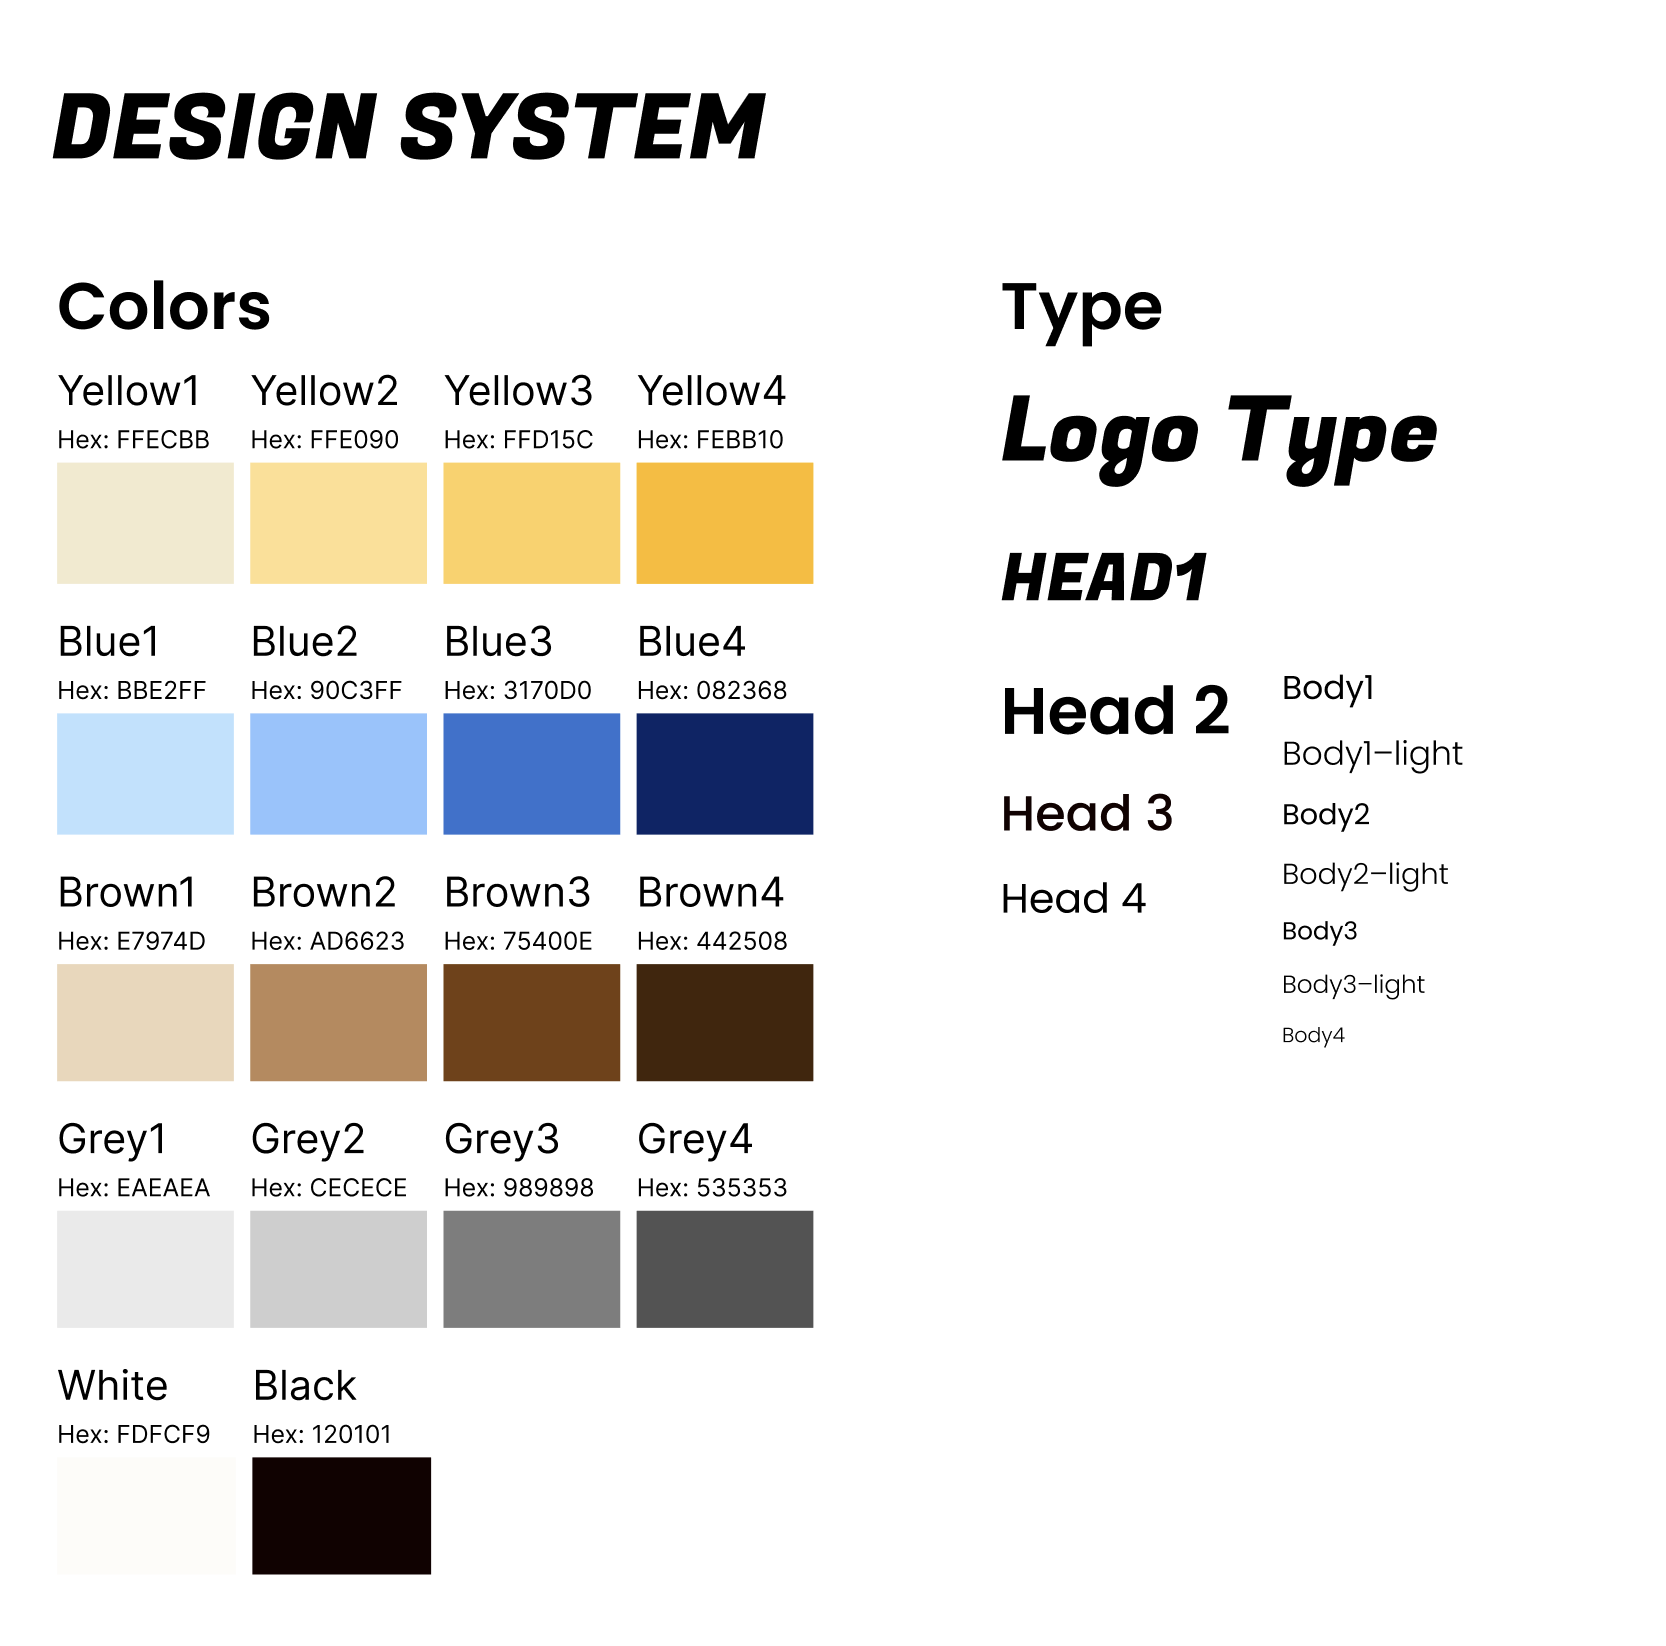 DESIGN SYSTEM
Colors
Yellow1 Yellow2 Yellow3 Yellow4
Hex: FFECBB Hex: FFE090 Hex: FFD15C Hex: FEBB10
Blue1 Blue2 Blue3 Blue4
Hex: BBE2FF Hex: 90C3FF Hex: 3170D0 Hex: 082368
Brown1 Brown2 Brown3 Brown4
Hex: E7974D Hex: AD6623 Hex: 75400E Hex: 442508
Grey1 Grey2 Grey3 Grey4
Hex: EAEAEA Hex: CECECE Hex: 989898 Hex: 535353
White Black
Hex: FDFCF9 Hex: 120101
Type
Logo Type
HEAD1
Head 2
Head 3
Head 4
Body1
Body1-light
Body2
Body2-light
Body3
Body3-light
Body4